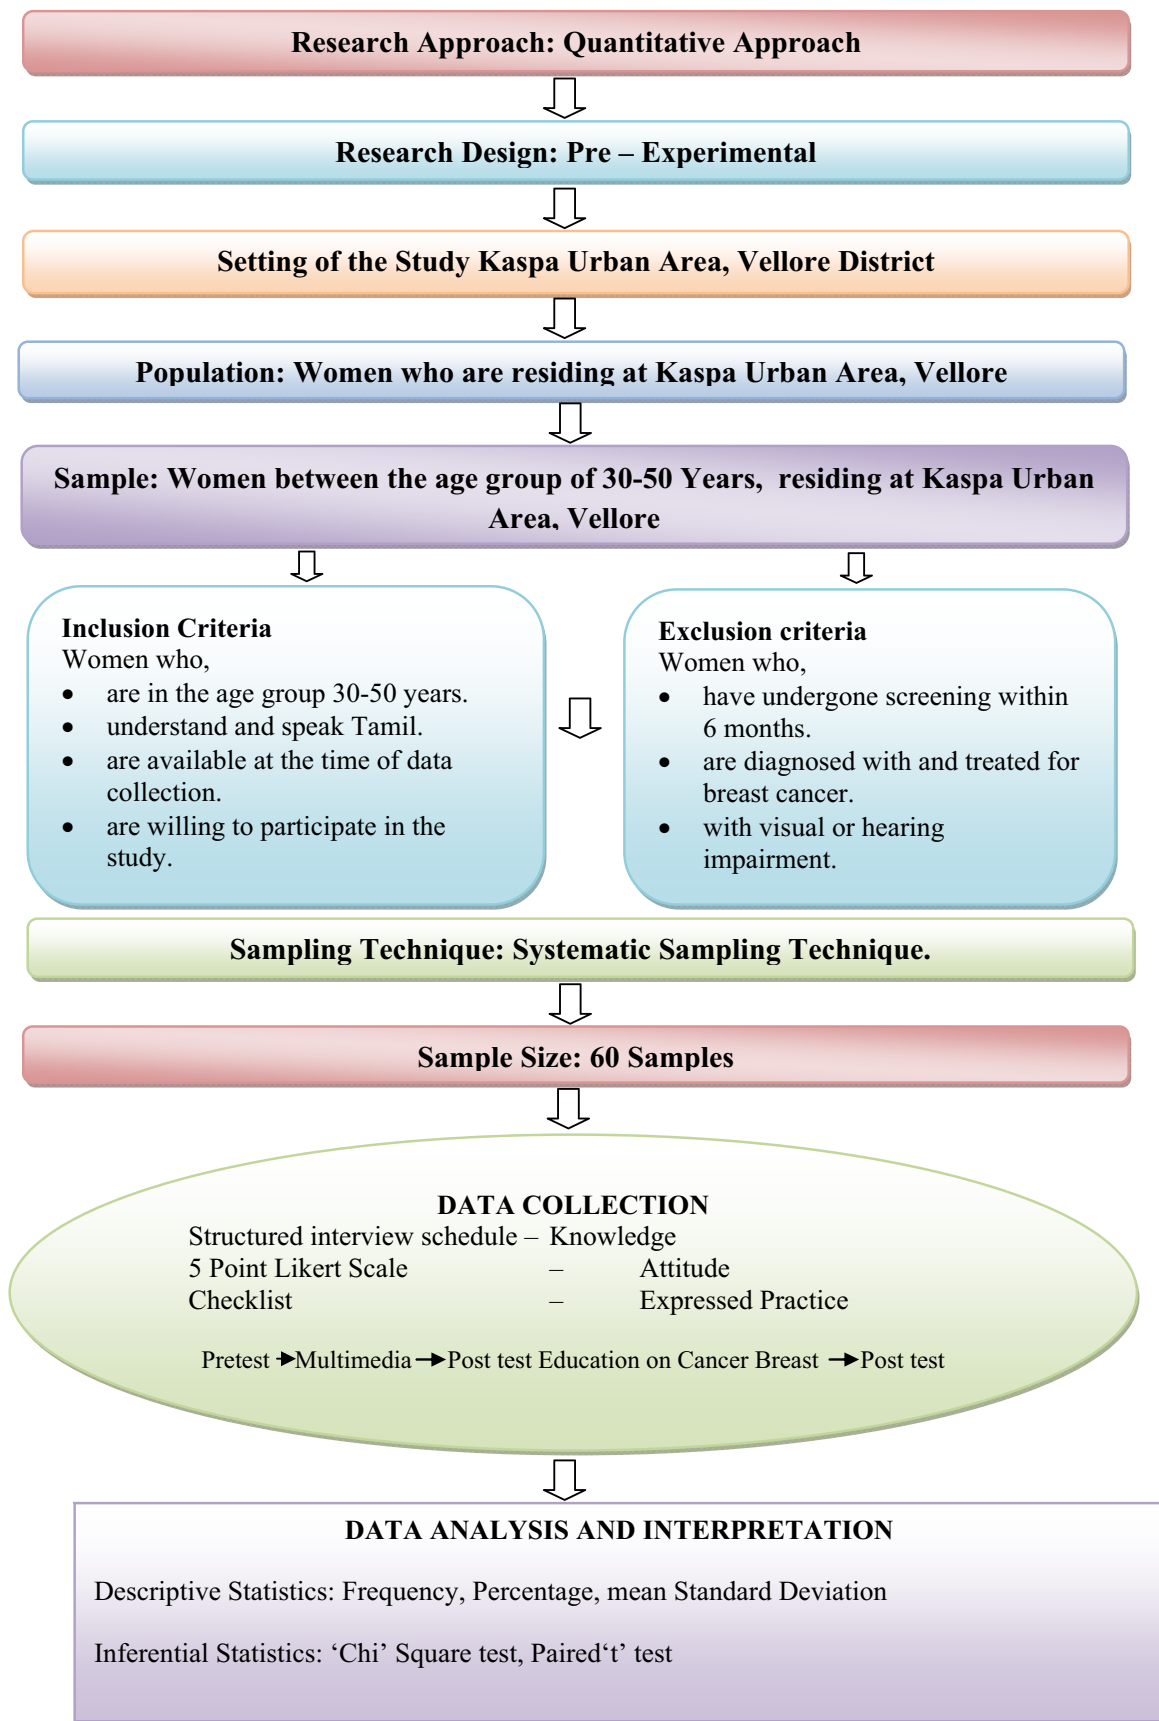 Research Approach: Quantitative Approach
Research Design: Pre – Experimental
Setting of the Study Kaspa Urban Area, Vellore District
Population: Women who are residing at Kaspa Urban Area, Vellore
Sample: Women between the age group of 30-50 Years, residing at Kaspa Urban
Area, Vellore
Inclusion Criteria
Women who,
• are in the age group 30-50 years.
• understand and speak Tamil.
• are available at the time of data
collection.
• are willing to participate in the
study.
Exclusion criteria
Women who,
• have undergone screening within
6 months.
• are diagnosed with and treated for
breast cancer.
• with visual or hearing
impairment.
Sampling Technique: Systematic Sampling Technique.
Sample Size: 60 Samples
DATA COLLECTION
Structured interview schedule – Knowledge
5 Point Likert Scale – Attitude
Checklist – Expressed Practice
Pretest → Multimedia → Post test Education on Cancer Breast → Post test
DATA ANALYSIS AND INTERPRETATION
Descriptive Statistics: Frequency, Percentage, mean Standard Deviation
Inferential Statistics: ‘Chi’ Square test, Paired‘t’ test